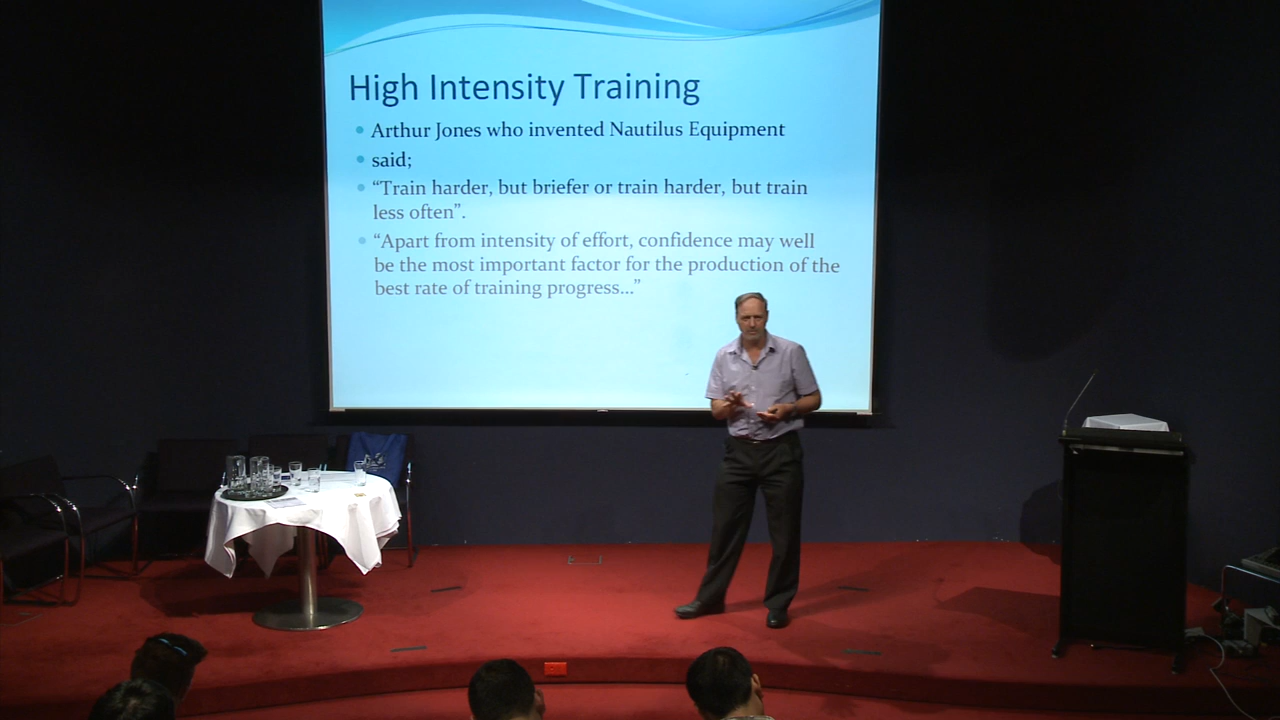 High Intensity Training
Arthur Jones who invented Nautilus Equipment
said;
“Train harder, but briefer or train harder, but train
less often”.
“Apart from intensity of effort, confidence may well
be the most important factor for the production of the
best rate of training progress...”